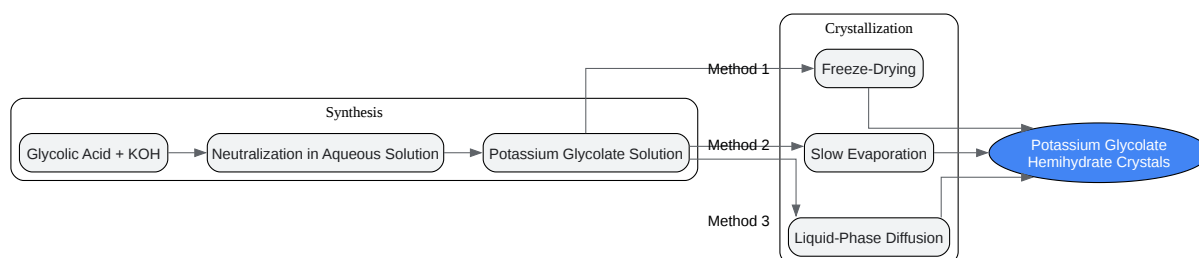 Crystallization
Method 1
Freeze-Drying
Synthesis
Glycolic Acid + KOH
Neutralization in Aqueous Solution
Potassium Glycolate Solution
Method 2
Slow Evaporation
Potassium Glycolate
Hemihydrate Crystals
Method 3
Liquid-Phase Diffusion